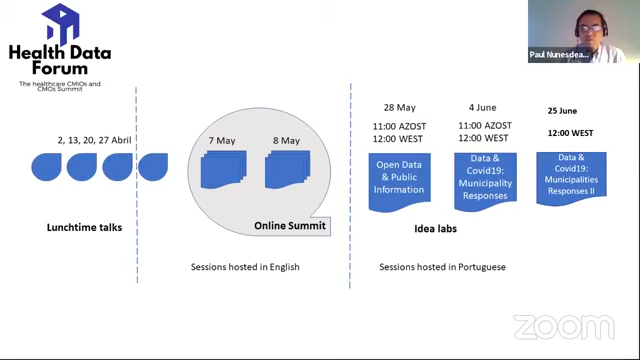 Health Data
Forum
The healthcare CMIOs and
CMOs Summit
Paul Nunesdea...
2, 13, 20, 27 Abril
Lunchtime talks
7 May
8 May
Online Summit
Sessions hosted in English
28 May
11:00 AZOST
12:00 WEST
Open Data
& Public
Information
4 June
11:00 AZOST
12:00 WEST
Data &
Covid19:
Municipality
Responses
25 June
12:00 WEST
Data &
Covid19:
Municipalities
Responses II
Idea labs
Sessions hosted in Portuguese
zoom